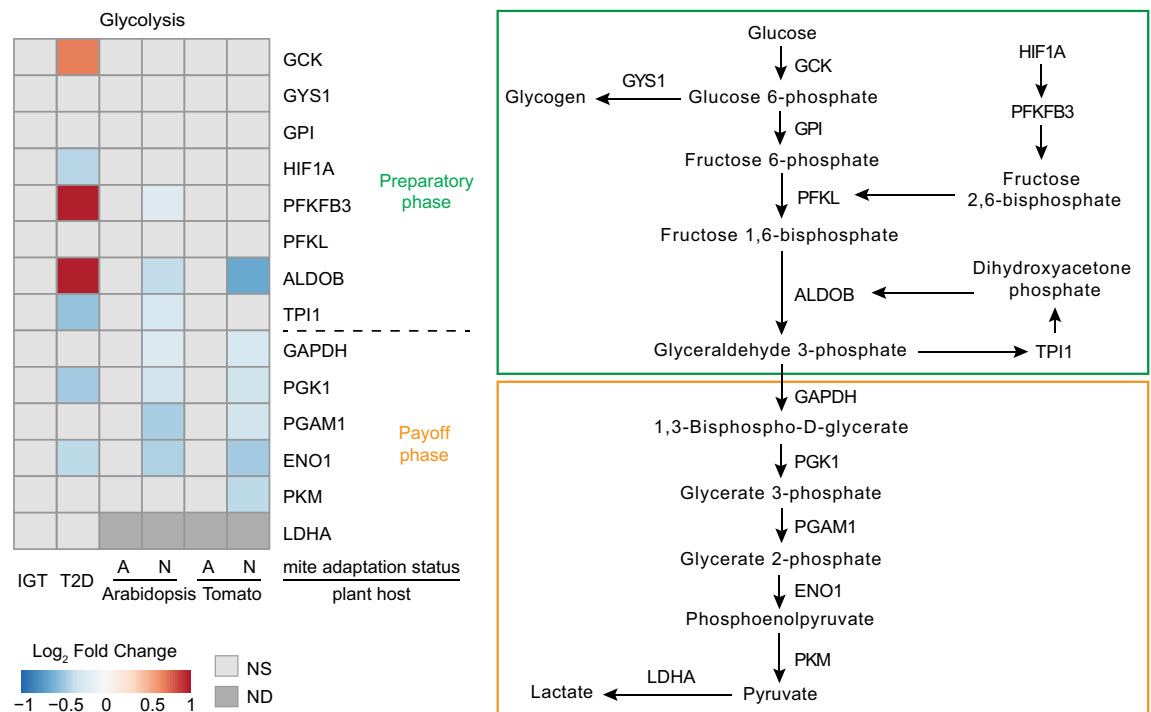 Glycolysis
GCK
GYS1
GPI
HIF1A
PFKFB3
PFKL
ALDOB
TPI1
GAPDH
PGK1
PGAM1
ENO1
PKM
LDHA
Preparatory
phase
Payoff
phase
IGT T2D A N A N
Arabidopsis Tomato
mite adaptation status
plant host
Log2 Fold Change
−1 −0.5 0 0.5 1
NS
ND
Glucose
GCK
GYS1
Glycogen
Glucose 6-phosphate
GPI
Fructose 6-phosphate
PFKL
Fructose 1,6-bisphosphate
HIF1A
PFKFB3
Fructose
2,6-bisphosphate
ALDOB
Dihydroxyacetone
phosphate
Glyceraldehyde 3-phosphate
TPI1
GAPDH
1,3-Bisphospho-D-glycerate
PGK1
Glycerate 3-phosphate
PGAM1
Glycerate 2-phosphate
ENO1
Phosphoenolpyruvate
PKM
LDHA
Lactate
Pyruvate